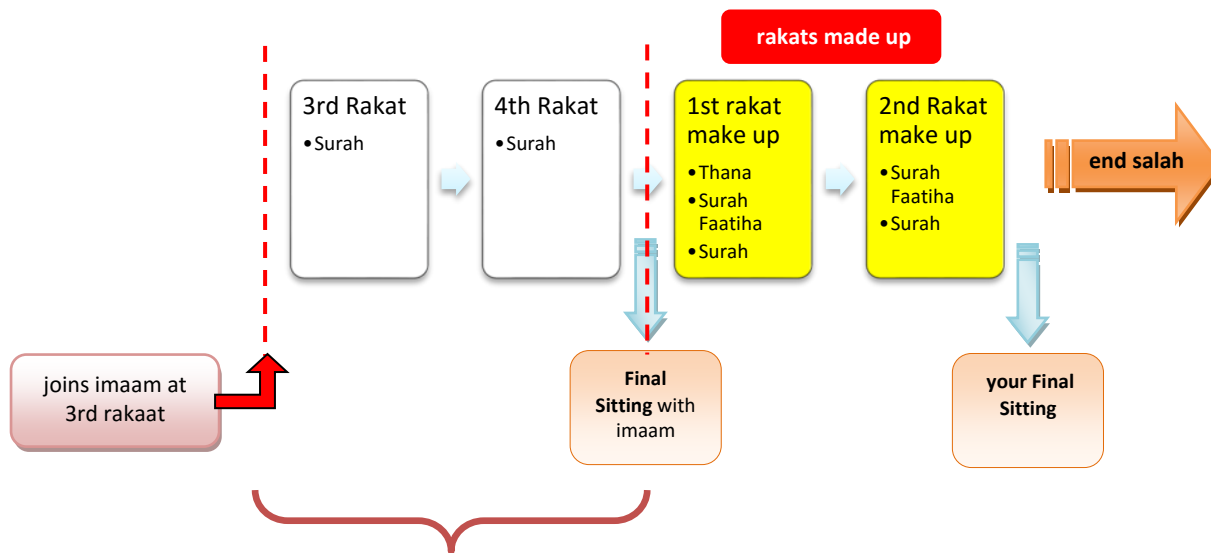 rakats made up
3rd Rakat
•Surah
4th Rakat
•Surah
1st rakat
make up
•Thana
•Surah
Faatiha
•Surah
2nd Rakat
make up
•Surah
Faatiha
•Surah
end salah
joins imaam at
3rd rakaat
Final
Sitting with
imaam
your Final
Sitting